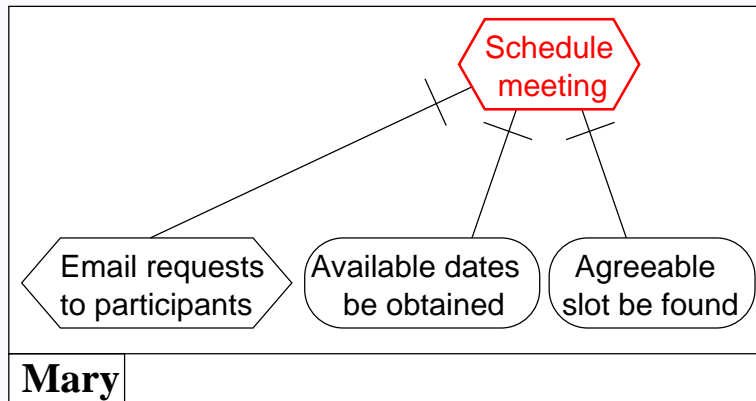 Schedule
meeting
Email requests
to participants
Available dates
be obtained
Agreeable
slot be found
Mary